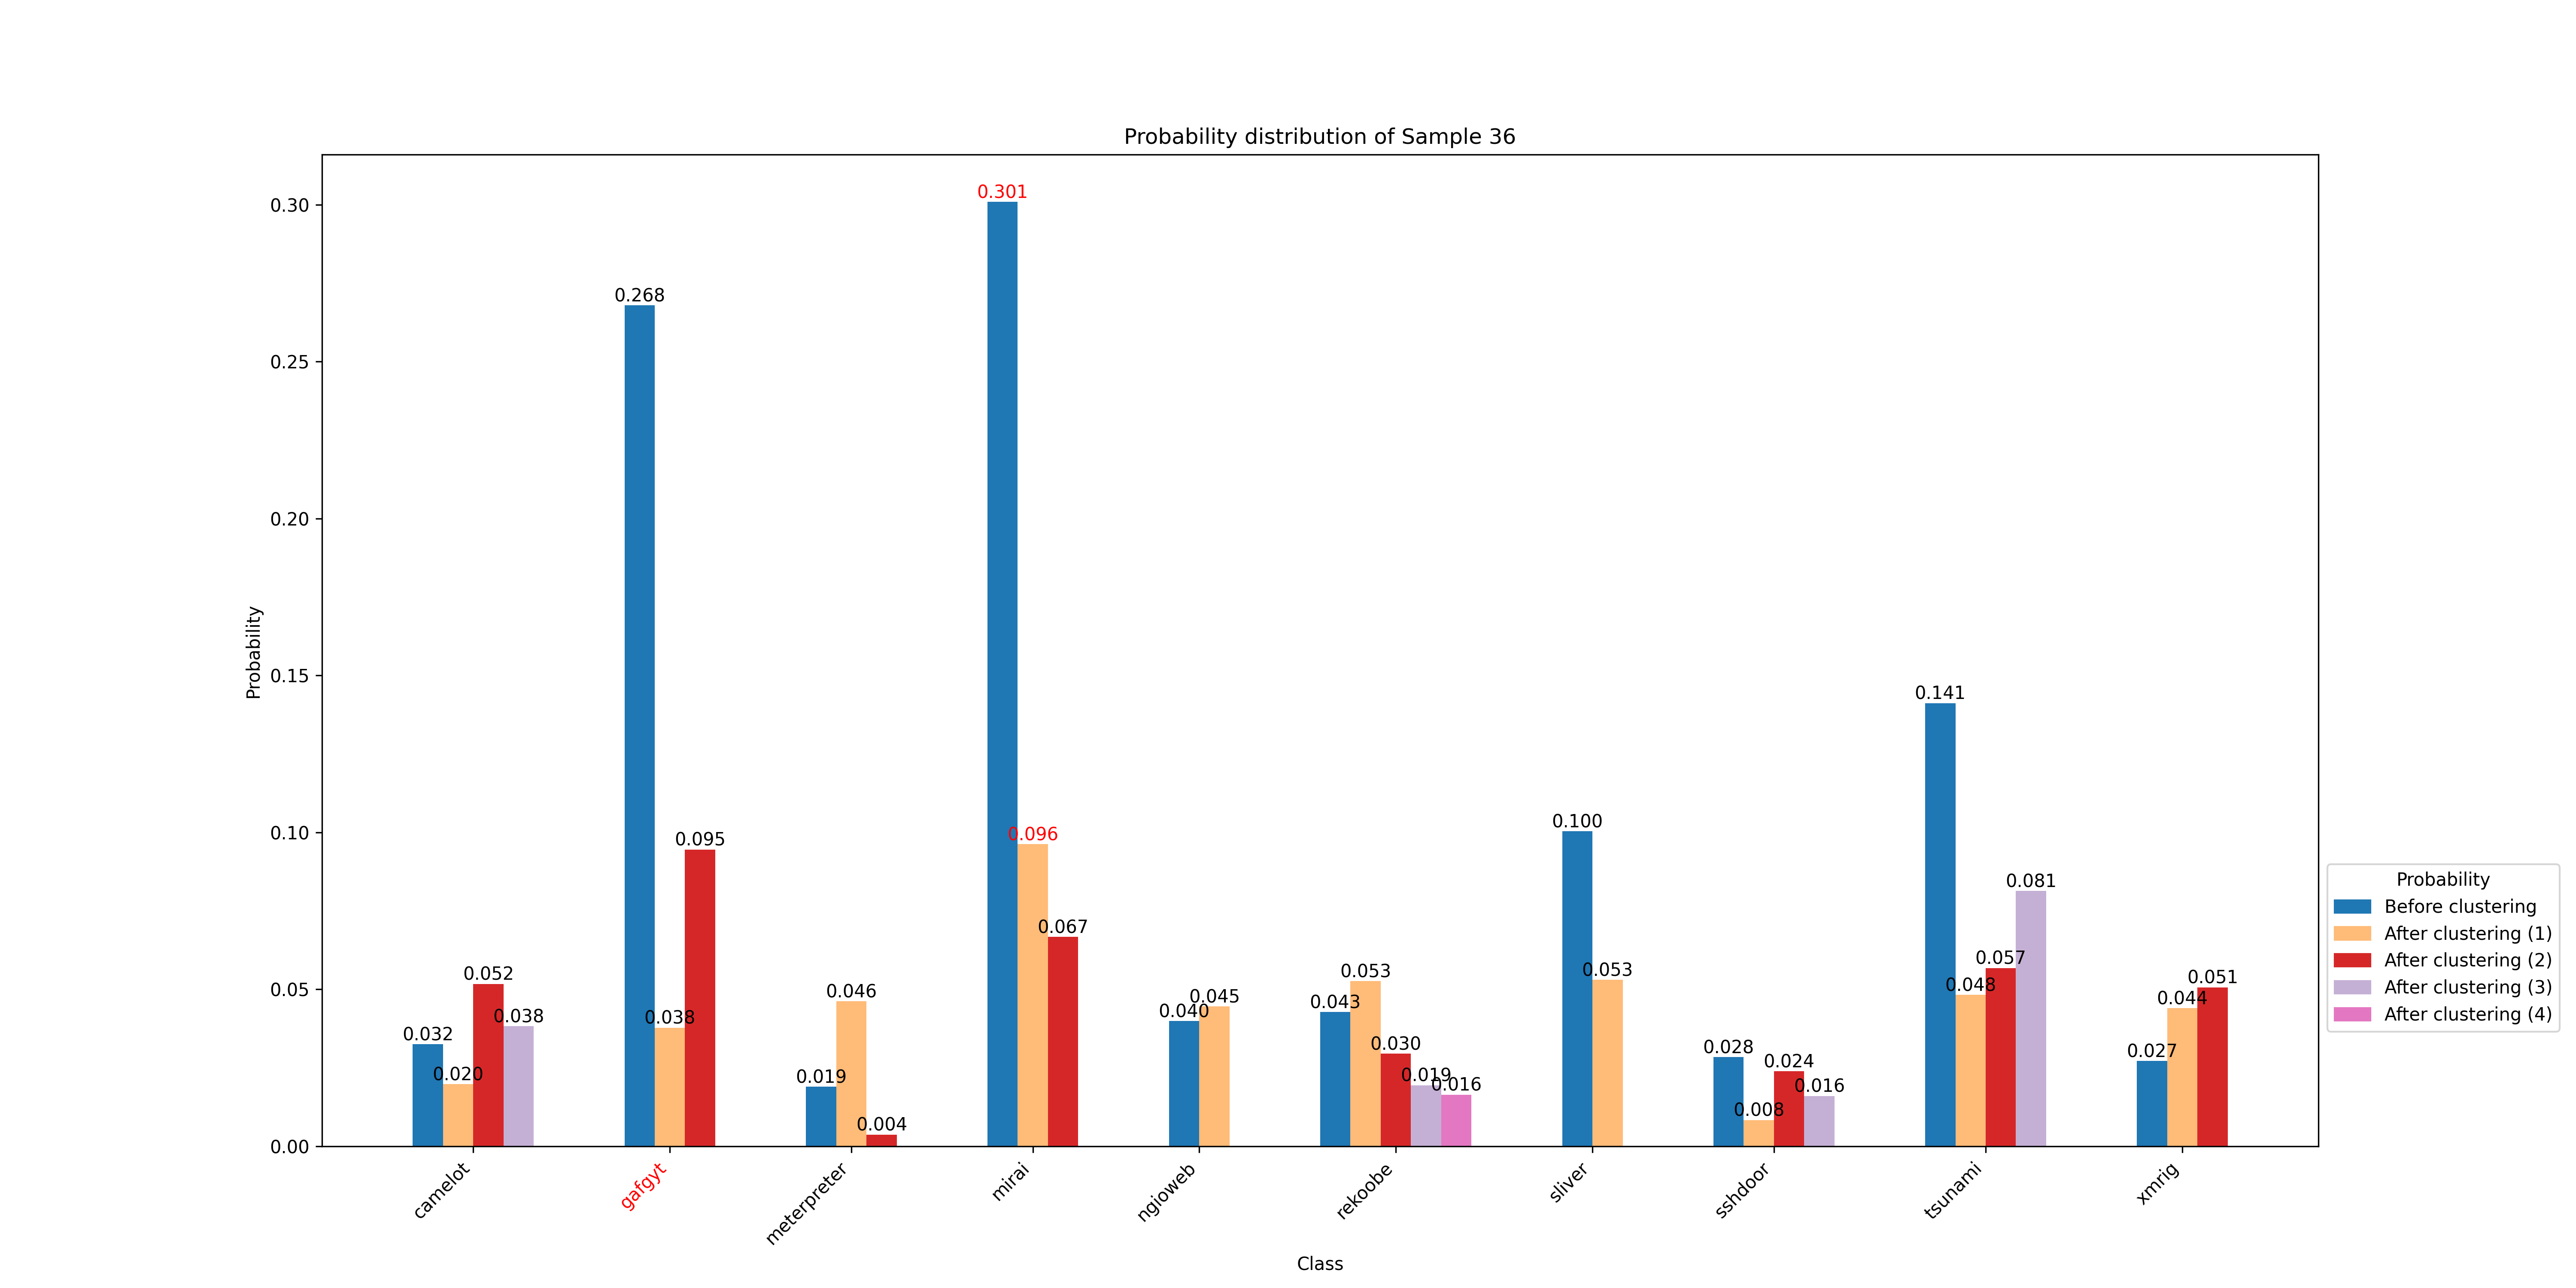 Probability distribution of Sample 36
Probability
0.30
0.25
0.20
0.15
0.10
0.05
0.00
0.032
0.020
0.052
0.038
0.268
0.038
0.095
0.019
0.046
0.004
0.301
0.096
0.067
0.040
0.045
0.043
0.053
0.030
0.019
0.016
0.100
0.053
0.028
0.008
0.024
0.016
0.141
0.048
0.057
0.081
0.027
0.044
0.051
camelot
gafgyt
meterpreter
mirai
ngioweb
rekoobe
sliver
sshdoor
tsunami
xmrig
Class
Probability
Before clustering
After clustering (1)
After clustering (2)
After clustering (3)
After clustering (4)